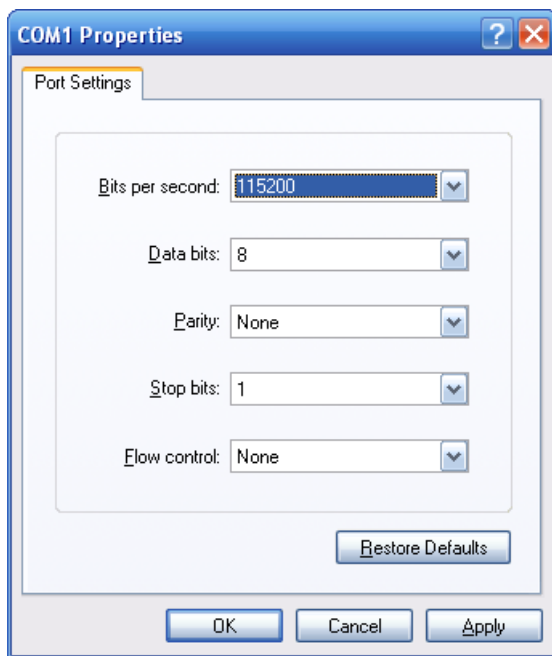 COM1 Properties
Port Settings
Bits per second: 115200
Data bits: 8
Parity: None
Stop bits: 1
Flow control: None
Restore Defaults
OK Cancel Apply